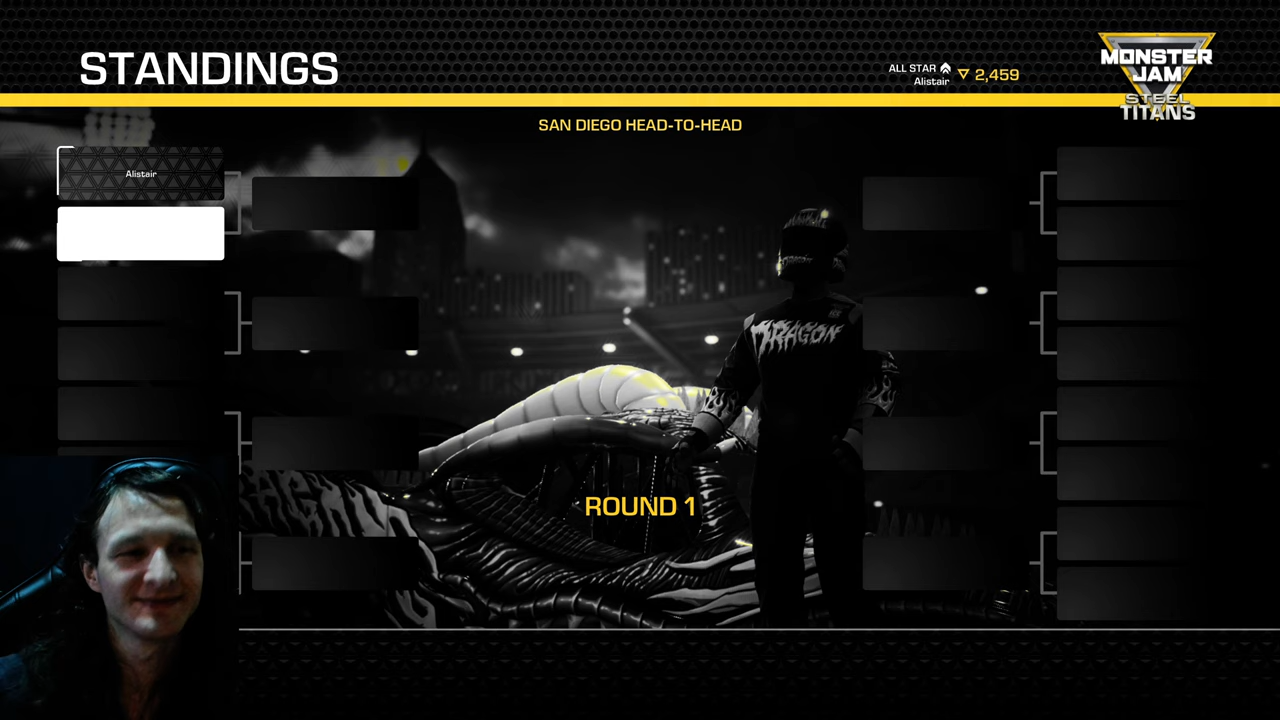 STANDINGS
ALL STAR
Alistair
2,459
MONSTER
JAM
STEEL
TITANS
SAN DIEGO HEAD-TO-HEAD
Alistair
DRAGON
ROUND 1